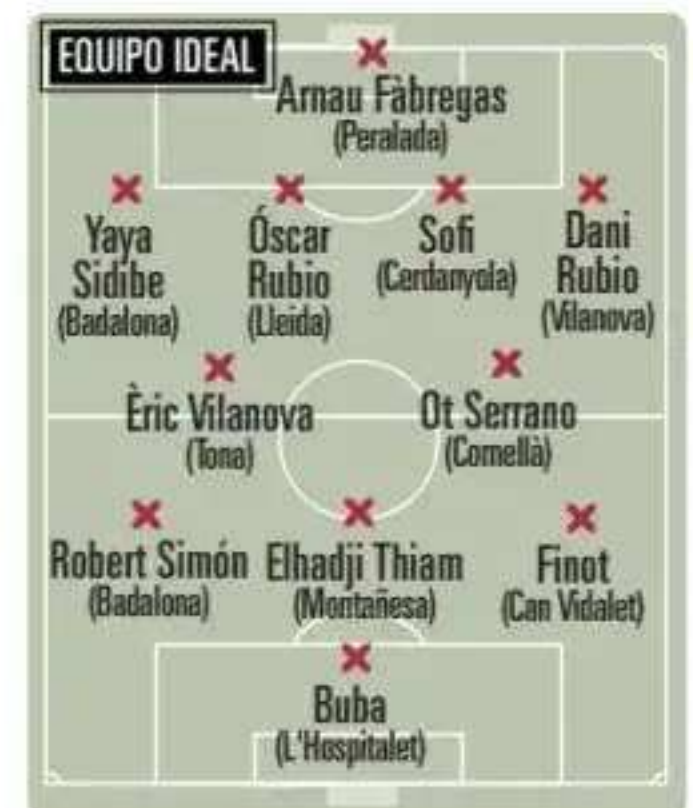 EQUIPO IDEAL
Arnau Fàbregas
(Peralada)
Yaya
Sidibe
(Badalona)
Óscar
Rubio
(Lleida)
Sofi
(Cerdanyola)
Dani
Rubio
(Vilanova)
Èric Vilanova
(Tona)
Ot Serrano
(Cornellà)
Robert Simón
(Badalona)
Elhadji Thiam
(Montañesa)
Finot
(Can Vidalet)
Buba
(L'Hospitalet)